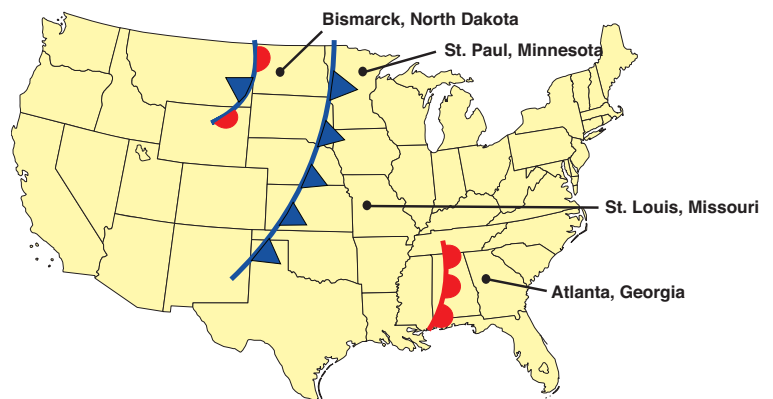 Bismarck, North Dakota
St. Paul, Minnesota
St. Louis, Missouri
Atlanta, Georgia